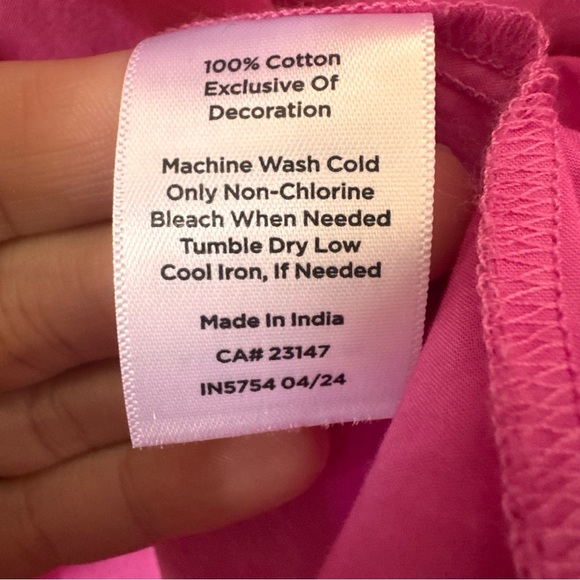 100% Cotton
Exclusive Of
Decoration
Machine Wash Cold
Only Non-Chlorine
Bleach When Needed
Tumble Dry Low
Cool Iron, If Needed
Made In India
CA# 23147
IN5754 04/24